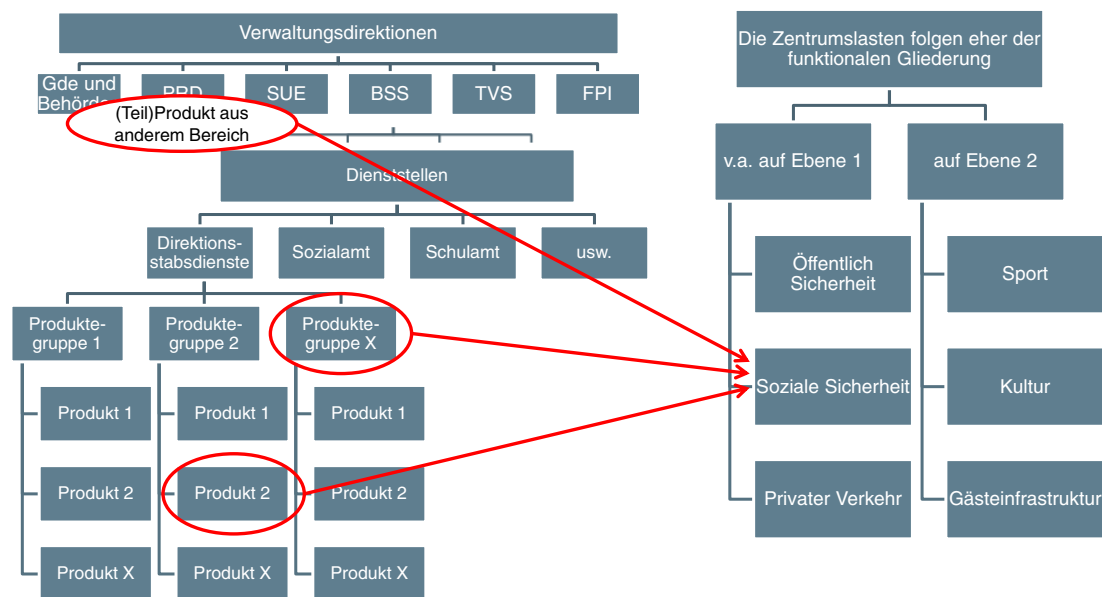 Verwaltungsdirektionen
Gde und
Behörde
PRD
SUE
BSS
TVS
FPI
(Teil)Produkt aus
anderem Bereich
Dienststellen
Direktions-
stabsdienste
Sozialamt
Schulamt
usw.
Produkte-
gruppe 1
Produkte-
gruppe 2
Produkte-
gruppe X
Produkt 1
Produkt 1
Produkt 1
Produkt 2
Produkt 2
Produkt 2
Produkt X
Produkt X
Produkt X
Die Zentrumslasten folgen eher der
funktionalen Gliederung
v.a. auf Ebene 1
auf Ebene 2
Öffentlich
Sicherheit
Sport
Soziale Sicherheit
Kultur
Privater Verkehr
Gästeinfrastruktur